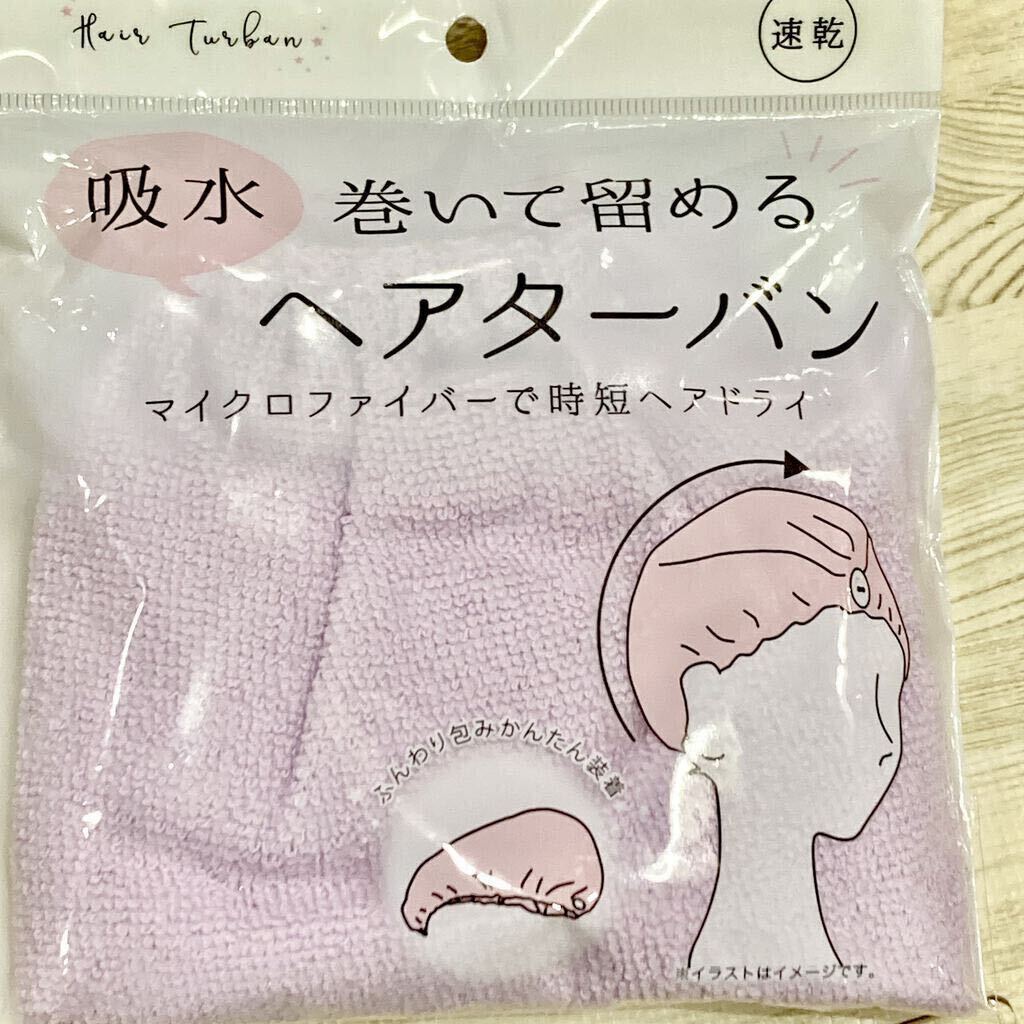 Hair Turban
速乾
吸水
巻いて留める
ヘアターバン
マイクロファイバーで時短ヘアドライ
ふんわり包みかんたん装着
※イラストはイメージです。